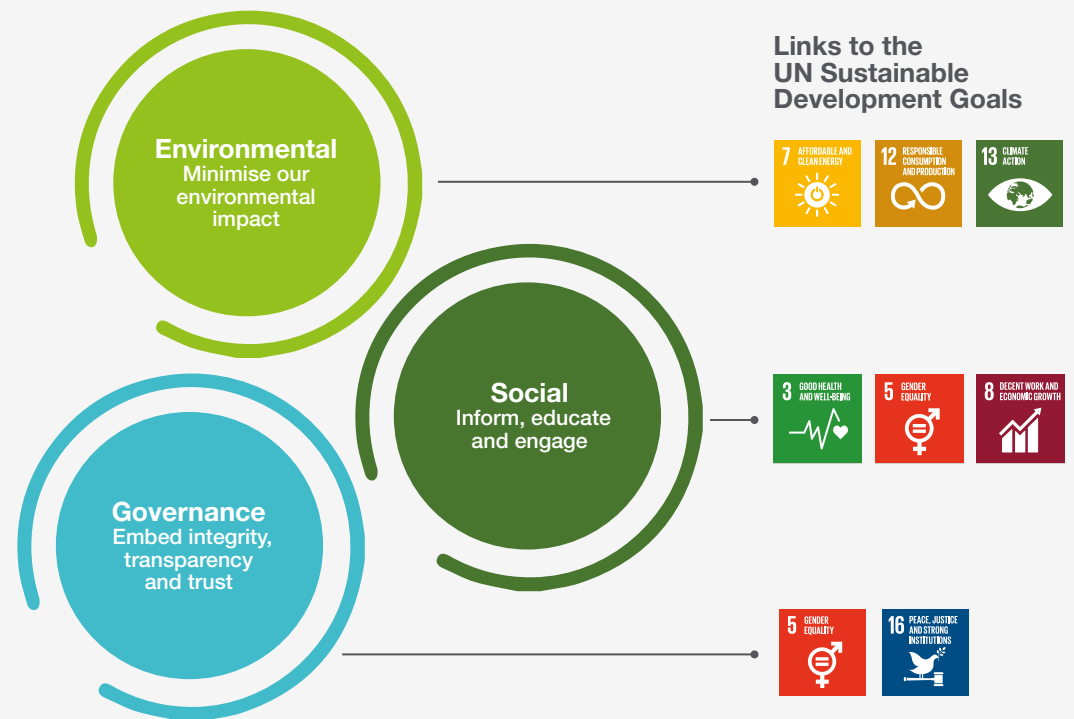 Links to the
UN Sustainable
Development Goals
Environmental
Minimise our
environmental
impact
7 AFFORDABLE AND
CLEAN ENERGY
12 RESPONSIBLE
CONSUMPTION
AND PRODUCTION
13 CLIMATE
ACTION
Social
Inform, educate
and engage
3 GOOD HEALTH
AND WELL-BEING
5 GENDER
EQUALITY
8 DECENT WORK AND
ECONOMIC GROWTH
Governance
Embed integrity,
transparency
and trust
5 GENDER
EQUALITY
16 PEACE, JUSTICE
AND STRONG
INSTITUTIONS